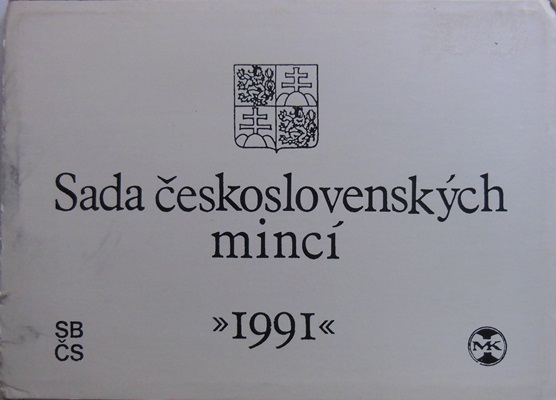 Sada československých
mincí
»1991«
SB
ČS
MK